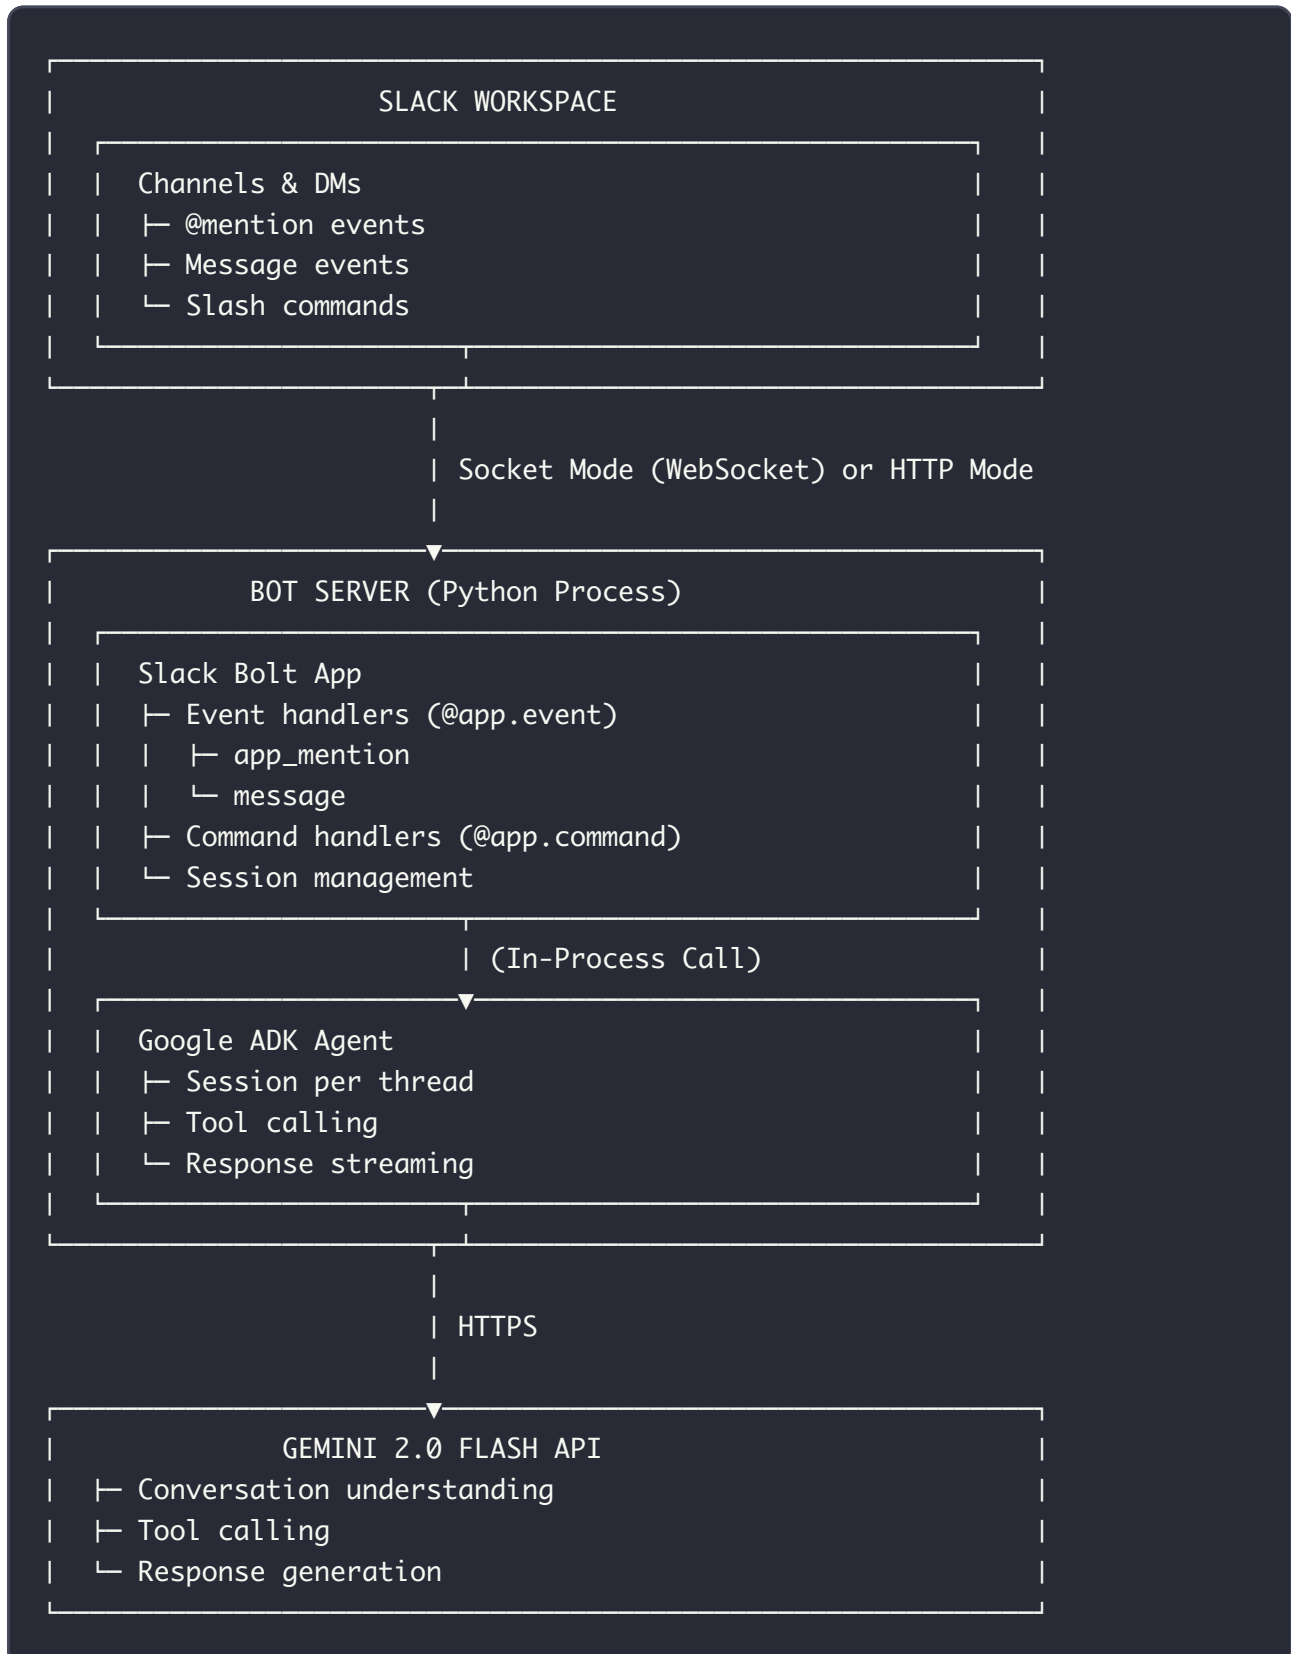 SLACK WORKSPACE
Channels & DMs
├─ @mention events
├─ Message events
└─ Slash commands
Socket Mode (WebSocket) or HTTP Mode
BOT SERVER (Python Process)
Slack Bolt App
├─ Event handlers (@app.event)
│  ├─ app_mention
│  └─ message
├─ Command handlers (@app.command)
└─ Session management
(In-Process Call)
Google ADK Agent
├─ Session per thread
├─ Tool calling
└─ Response streaming
HTTPS
GEMINI 2.0 FLASH API
├─ Conversation understanding
├─ Tool calling
└─ Response generation